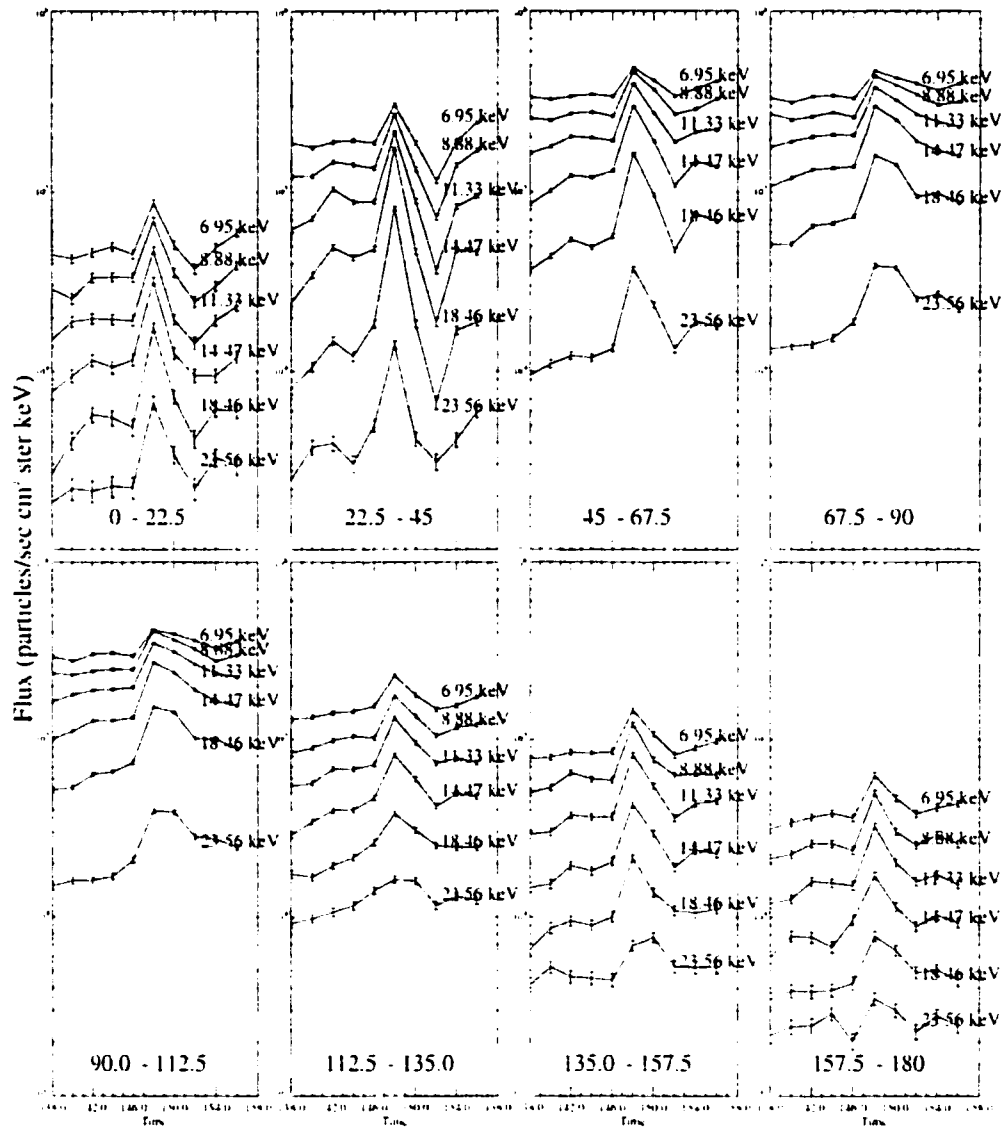 Flux (particles/sec cm² ster keV)
6.95 keV
8.88 keV
11.33 keV
14.47 keV
18.46 keV
23.56 keV
0 - 22.5
6.95 keV
8.88 keV
11.33 keV
14.47 keV
18.46 keV
23.56 keV
22.5 - 45
6.95 keV
8.88 keV
11.33 keV
14.47 keV
18.46 keV
23.56 keV
45 - 67.5
6.95 keV
8.88 keV
11.33 keV
14.47 keV
18.46 keV
23.56 keV
67.5 - 90
6.95 keV
8.88 keV
11.33 keV
14.47 keV
18.46 keV
23.56 keV
90.0 - 112.5
6.95 keV
8.88 keV
11.33 keV
14.47 keV
18.46 keV
23.56 keV
112.5 - 135.0
6.95 keV
8.88 keV
11.33 keV
14.47 keV
18.46 keV
23.56 keV
135.0 - 157.5
6.95 keV
8.88 keV
11.33 keV
14.47 keV
18.46 keV
23.56 keV
157.5 - 180
Time
Time
Time
Time